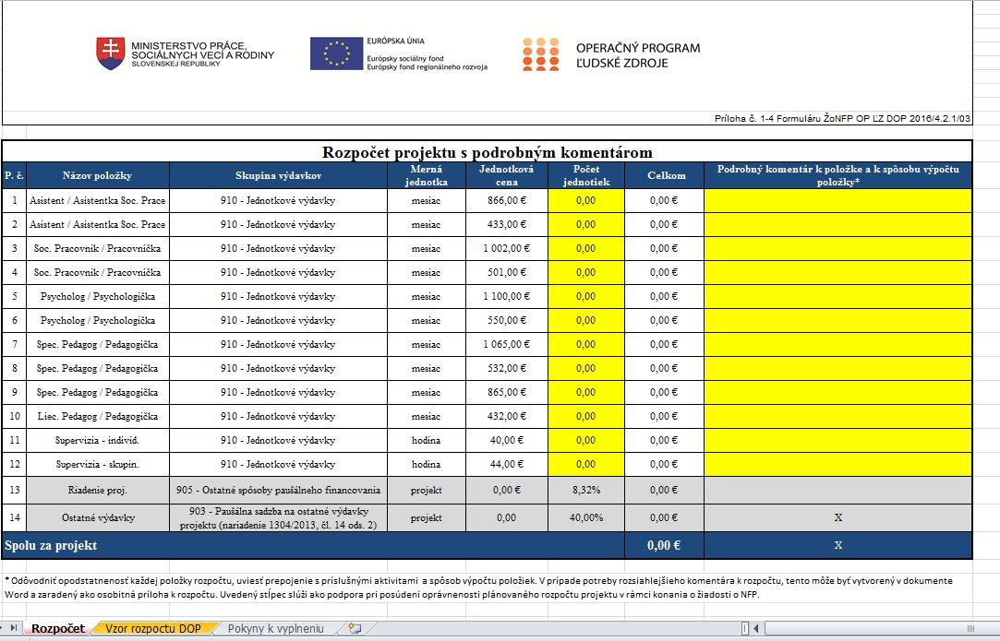 MINISTERSTVO PRÁCE,
SOCIÁLNYCH VECÍ A RODINY
SLOVENSKEJ REPUBLIKY
EURÓPSKA ÚNIA
Európsky sociálny fond
Európsky fond regionálneho rozvoja
OPERAČNÝ PROGRAM
ĽUDSKÉ ZDROJE
Príloha č. 1-4 Formuláru ŽoNFP OP ĽZ DOP 2016/4.2.1/03
Rozpočet projektu s podrobným komentárom
P. č. Názov položky Skupina výdavkov Merná jednotka Jednotková cena Počet jednotiek Celkom Podrobný komentár k položke a k spôsobu výpočtu položky*
1 Asistent / Asistentka Soc. Prace 910 - Jednotkové výdavky mesiac 866,00 € 0,00 0,00 €
2 Asistent / Asistentka Soc. Prace 910 - Jednotkové výdavky mesiac 433,00 € 0,00 0,00 €
3 Soc. Pracovnik / Pracovnička 910 - Jednotkové výdavky mesiac 1 002,00 € 0,00 0,00 €
4 Soc. Pracovnik / Pracovnička 910 - Jednotkové výdavky mesiac 501,00 € 0,00 0,00 €
5 Psycholog / Psychologička 910 - Jednotkové výdavky mesiac 1 100,00 € 0,00 0,00 €
6 Psycholog / Psychologička 910 - Jednotkové výdavky mesiac 550,00 € 0,00 0,00 €
7 Spec. Pedagog / Pedagogička 910 - Jednotkové výdavky mesiac 1 065,00 € 0,00 0,00 €
8 Spec. Pedagog / Pedagogička 910 - Jednotkové výdavky mesiac 532,00 € 0,00 0,00 €
9 Spec. Pedagog / Pedagogička 910 - Jednotkové výdavky mesiac 865,00 € 0,00 0,00 €
10 Liec. Pedagog / Pedagogička 910 - Jednotkové výdavky mesiac 432,00 € 0,00 0,00 €
11 Supervizia - individ. 910 - Jednotkové výdavky hodina 40,00 € 0,00 0,00 €
12 Supervizia - skupin. 910 - Jednotkové výdavky hodina 44,00 € 0,00 0,00 €
13 Riadenie proj. 905 - Ostatné spôsoby paušálneho financovania projekt 0,00 € 8,32% 0,00 €
14 Ostatné výdavky 903 - Paušálna sadzba na ostatné výdavky projektu (nariadenie 1304/2013, čl. 14 ods. 2) projekt 0,00 40,00% 0,00 € X
Spolu za projekt 0,00 € X
* Odôvodniť opodstatnenosť každej položky rozpočtu, uviesť prepojenie s príslušnými aktivitami a spôsob výpočtu položiek. V prípade potreby rozsiahlejšieho komentára k rozpočtu, tento môže byť vytvorený v dokumente
Word a zaradený ako osobitná príloha k rozpočtu. Uvedený stĺpec slúži ako podpora pri posúdení oprávnenosti plánovaného rozpočtu projektu v rámci konania o žiadosti o NFP.
Rozpočet Vzor rozpoctu DOP Pokyny k vyplneniu